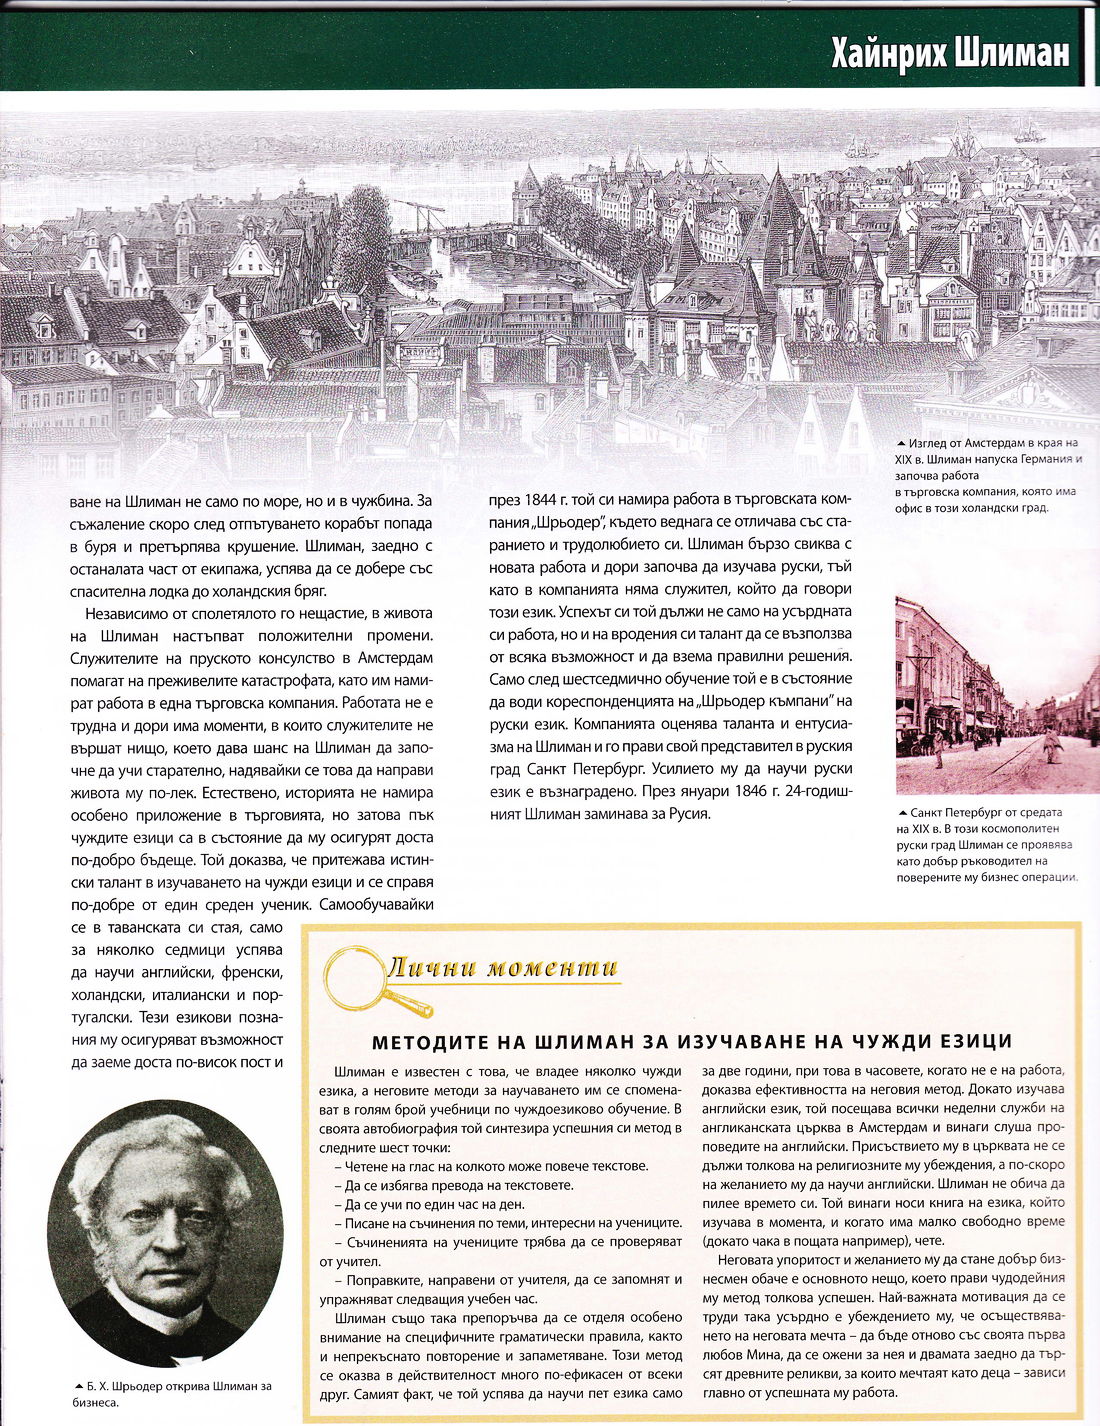 Хайнрих Шлиман
▲ Изглед от Амстердам в края на
XIX в. Шлиман напуска Германия и
започва работа
в търговска компания, която има
офис в този холандски град.
ване на Шлиман не само по море, но и в чужбина. За
съжаление скоро след отпътуването корабът попада
в буря и претърпява крушение. Шлиман, заедно с
останалата част от екипажа, успява да се добере със
спасителна лодка до холандския бряг.
Независимо от сполетялото го нещастие, в живота
на Шлиман настъпват положителни промени.
Служителите на пруското консулство в Амстердам
помагат на преживелите катастрофата, като им нами-
рат работа в една търговска компания. Работата не е
трудна и дори има моменти, в които служителите не
вършат нищо, което дава шанс на Шлиман да запо-
чне да учи старателно, надявайки се това да направи
живота му по-лек. Естествено, историята не намира
особено приложение в търговията, но затова пък
чуждите езици са в състояние да му осигурят доста
по-добро бъдеще. Той доказва, че притежава истин-
ски талант в изучаването на чужди езици и се справя
по-добре от един среден ученик. Самообучавайки
се в таванската си стая, само
за няколко седмици успява
да научи английски, френски,
холандски, италиански и пор-
тугалски. Тези езикови позна-
ния му осигуряват възможност
да заеме доста по-висок пост и
през 1844 г. той си намира работа в търговската ком-
пания „Шрьодер”, където веднага се отличава със ста-
ранието и трудолюбието си. Шлиман бързо свиква с
новата работа и дори започва да изучава руски, тъй
като в компанията няма служител, който да говори
този език. Успехът си той дължи не само на усърдната
си работа, но и на вродения си талант да се възползва
от всяка възможност и да взема правилни решения.
Само след шестседмично обучение той е в състояние
да води кореспонденцията на „Шрьодер къмпани” на
руски език. Компанията оценява таланта и ентусиа-
зма на Шлиман и го прави свой представител в руския
град Санкт Петербург. Усилието му да научи руски
език е възнаградено. През януари 1846 г. 24-годиш-
ният Шлиман заминава за Русия.
▲ Санкт Петербург от средата
на XIX в. В този космополитен
руски град Шлиман се проявява
като добър ръководител на
поверените му бизнес операции.
Лични моменти
МЕТОДИТЕ НА ШЛИМАН ЗА ИЗУЧАВАНЕ НА ЧУЖДИ ЕЗИЦИ
Шлиман е известен с това, че владее няколко чужди
езика, а неговите методи за научаването им се спомена-
ват в голям брой учебници по чуждоезиково обучение. В
своята автобиография той синтезира успешния си метод в
следните шест точки:
– Четене на глас на колкото може повече текстове.
– Да се избягва превода на текстовете.
– Да се учи по един час на ден.
– Писане на съчинения по теми, интересни на учениците.
– Съчиненията на учениците трябва да се проверяват
от учител.
– Поправките, направени от учителя, да се запомнят и
упражняват следващия учебен час.
Шлиман също така препоръчва да се отделя особено
внимание на специфичните граматически правила, както
и непрекъснато повторение и запаметяване. Този метод
се оказва в действителност много по-ефикасен от всеки
друг. Самият факт, че той успява да научи пет езика само
за две години, при това в часовете, когато не е на работа,
доказва ефективността на неговия метод. Докато изучава
английски език, той посещава всички неделни служби на
англиканската църква в Амстердам и винаги слуша про-
поведите на английски. Присъствието му в църквата не се
дължи толкова на религиозните му убеждения, а по-скоро
на желанието му да научи английски. Шлиман не обича да
пилее времето си. Той винаги носи книга на езика, който
изучава в момента, и когато има малко свободно време
(докато чака в пощата например), чете.
Неговата упоритост и желанието му да стане добър биз-
несмен обаче е основното нещо, което прави чудодейния
му метод толкова успешен. Най-важната мотивация да се
труди така усърдно е убеждението му, че осъществява-
нето на неговата мечта – да бъде отново със своята първа
любов Мина, да се ожени за нея и двамата заедно да тър-
сят древните реликви, за които мечтаят като деца – зависи
главно от успешната му работа.
▲ Б. Х. Шрьодер открива Шлиман за
бизнеса.